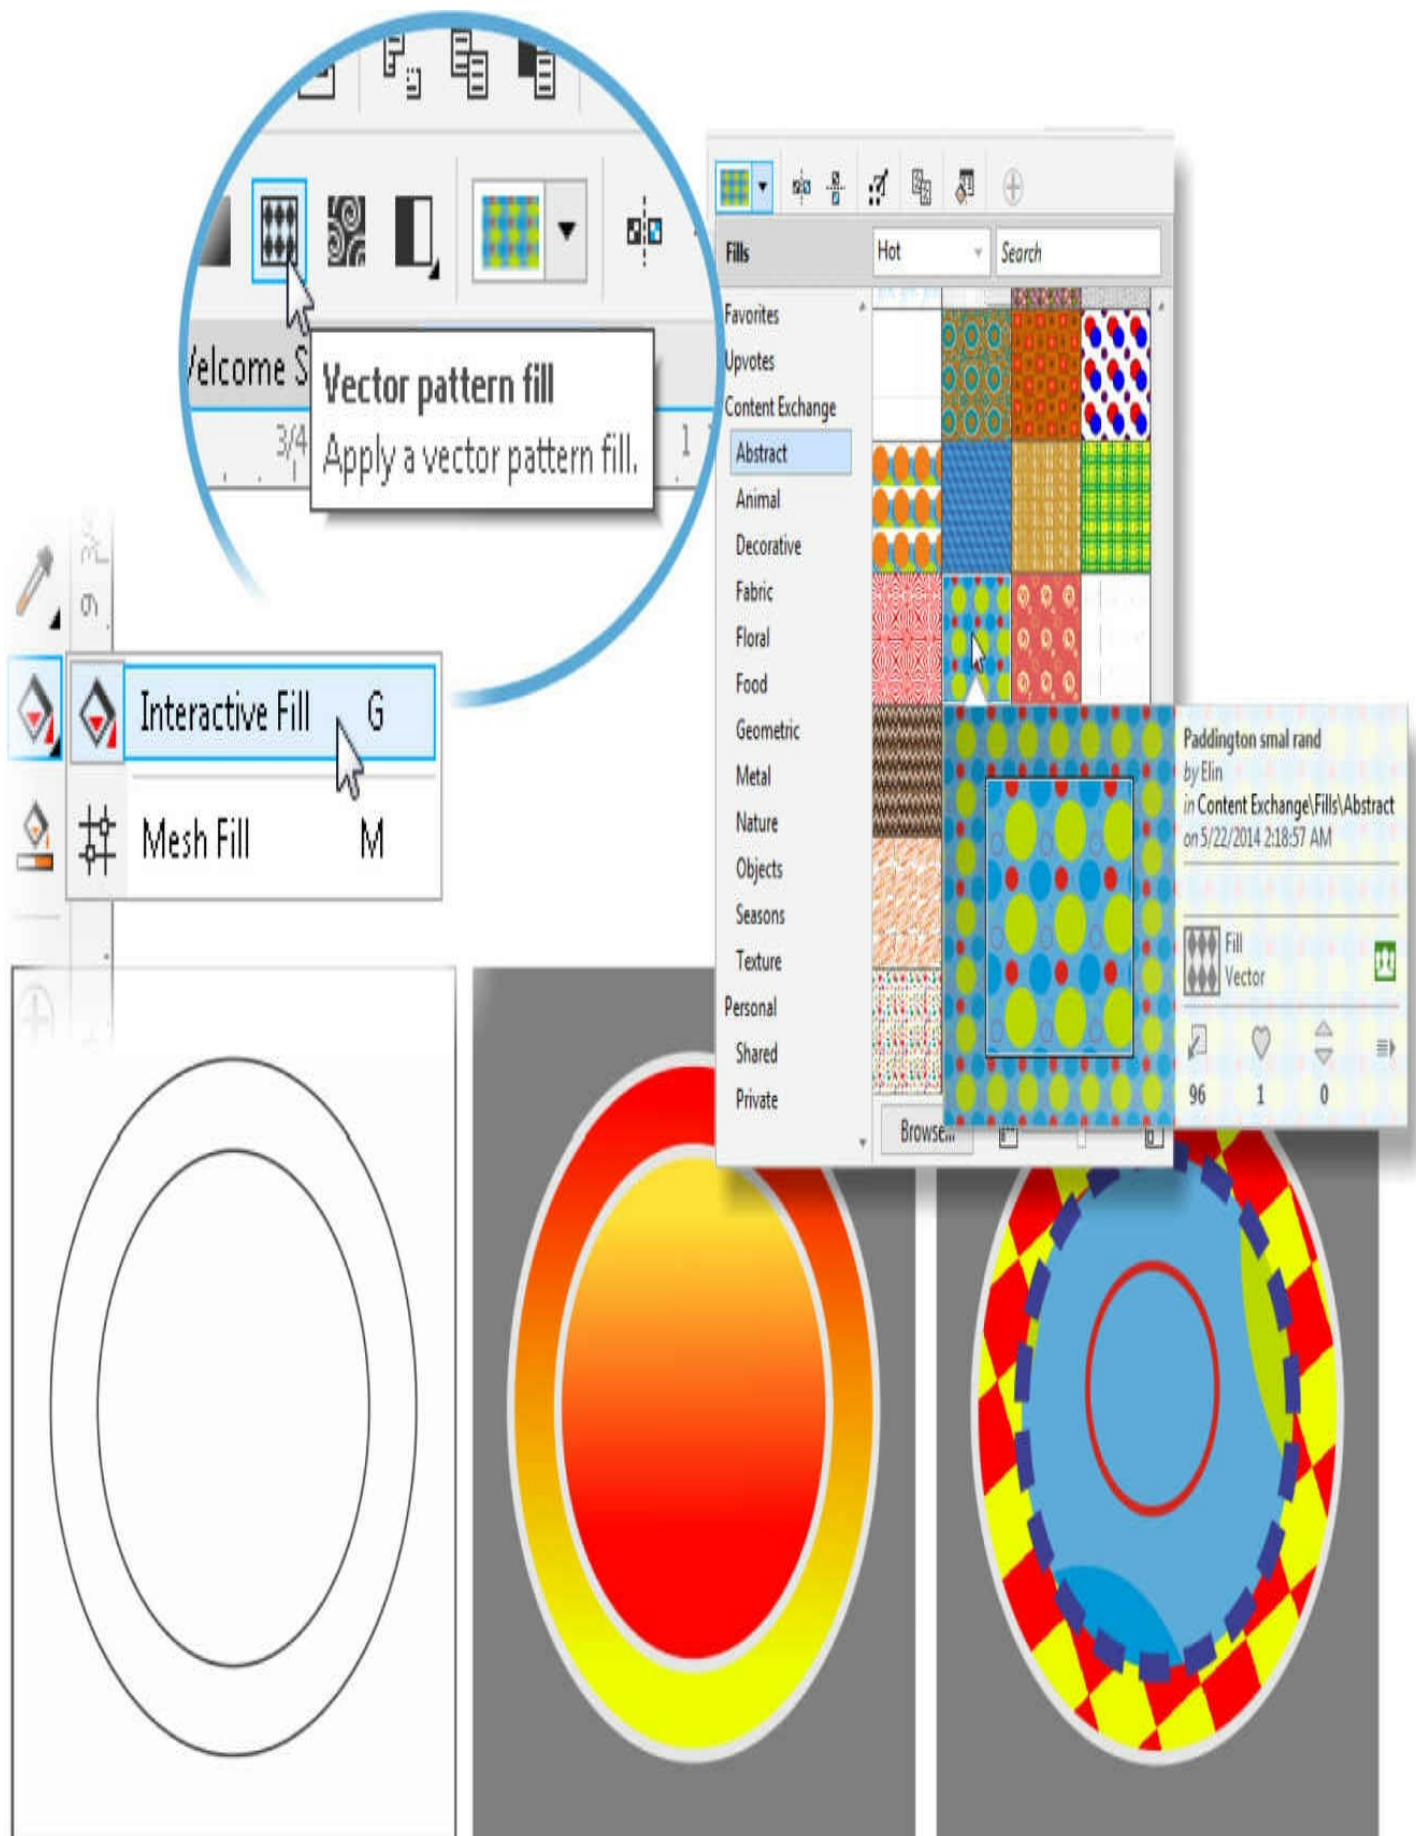 Velcome S
3/4
1
Vector pattern fill
Apply a vector pattern fill.
9 3/4
Interactive Fill G
Mesh Fill M
Fills
Hot
Search
Favorites
Upvotes
Content Exchange
Abstract
Animal
Decorative
Fabric
Floral
Food
Geometric
Metal
Nature
Objects
Seasons
Texture
Personal
Shared
Private
Browse...
Paddington smal rand
by Elin
in Content Exchange\Fills\Abstract
on 5/22/2014 2:18:57 AM
Fill
Vector
96 1 0